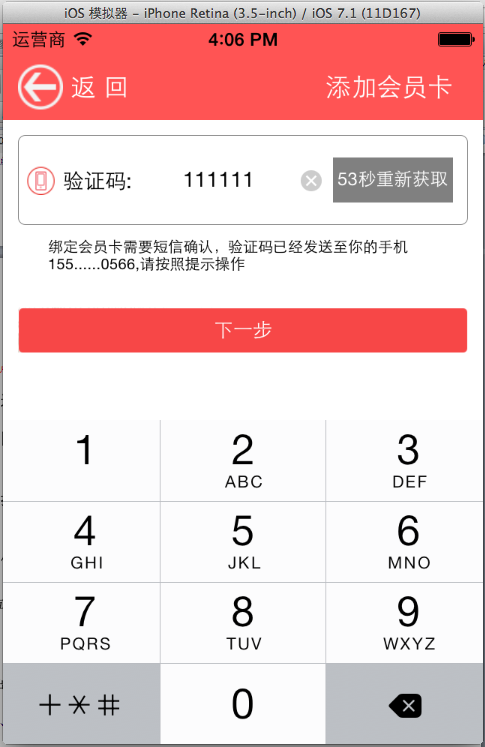 iOS 模拟器 - iPhone Retina (3.5-inch) / iOS 7.1 (11D167)
运营商 4:06 PM
返 回 添加会员卡
验证码: 111111 53秒重新获取
绑定会员卡需要短信确认，验证码已经发送至你的手机
155......0566,请按照提示操作
下一步
1 2 3
ABC DEF
4 5 6
GHI JKL MNO
7 8 9
PQRS TUV WXYZ
+*# 0